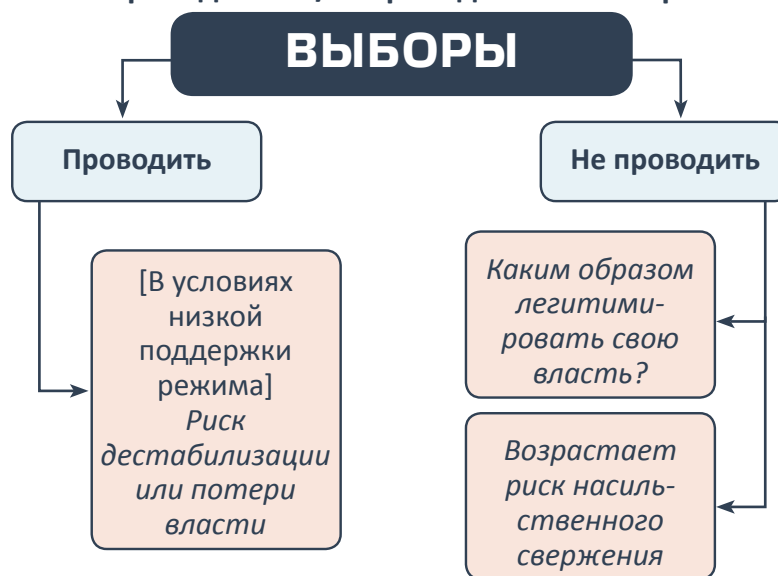 ВЫБОРЫ
Проводить
Не проводить
[В условиях
низкой
поддержки
режима]
Риск
дестабилизации
или потери
власти
Каким образом
легитими-
ровать свою
власть?
Возрастает
риск насиль-
ственного
свержения